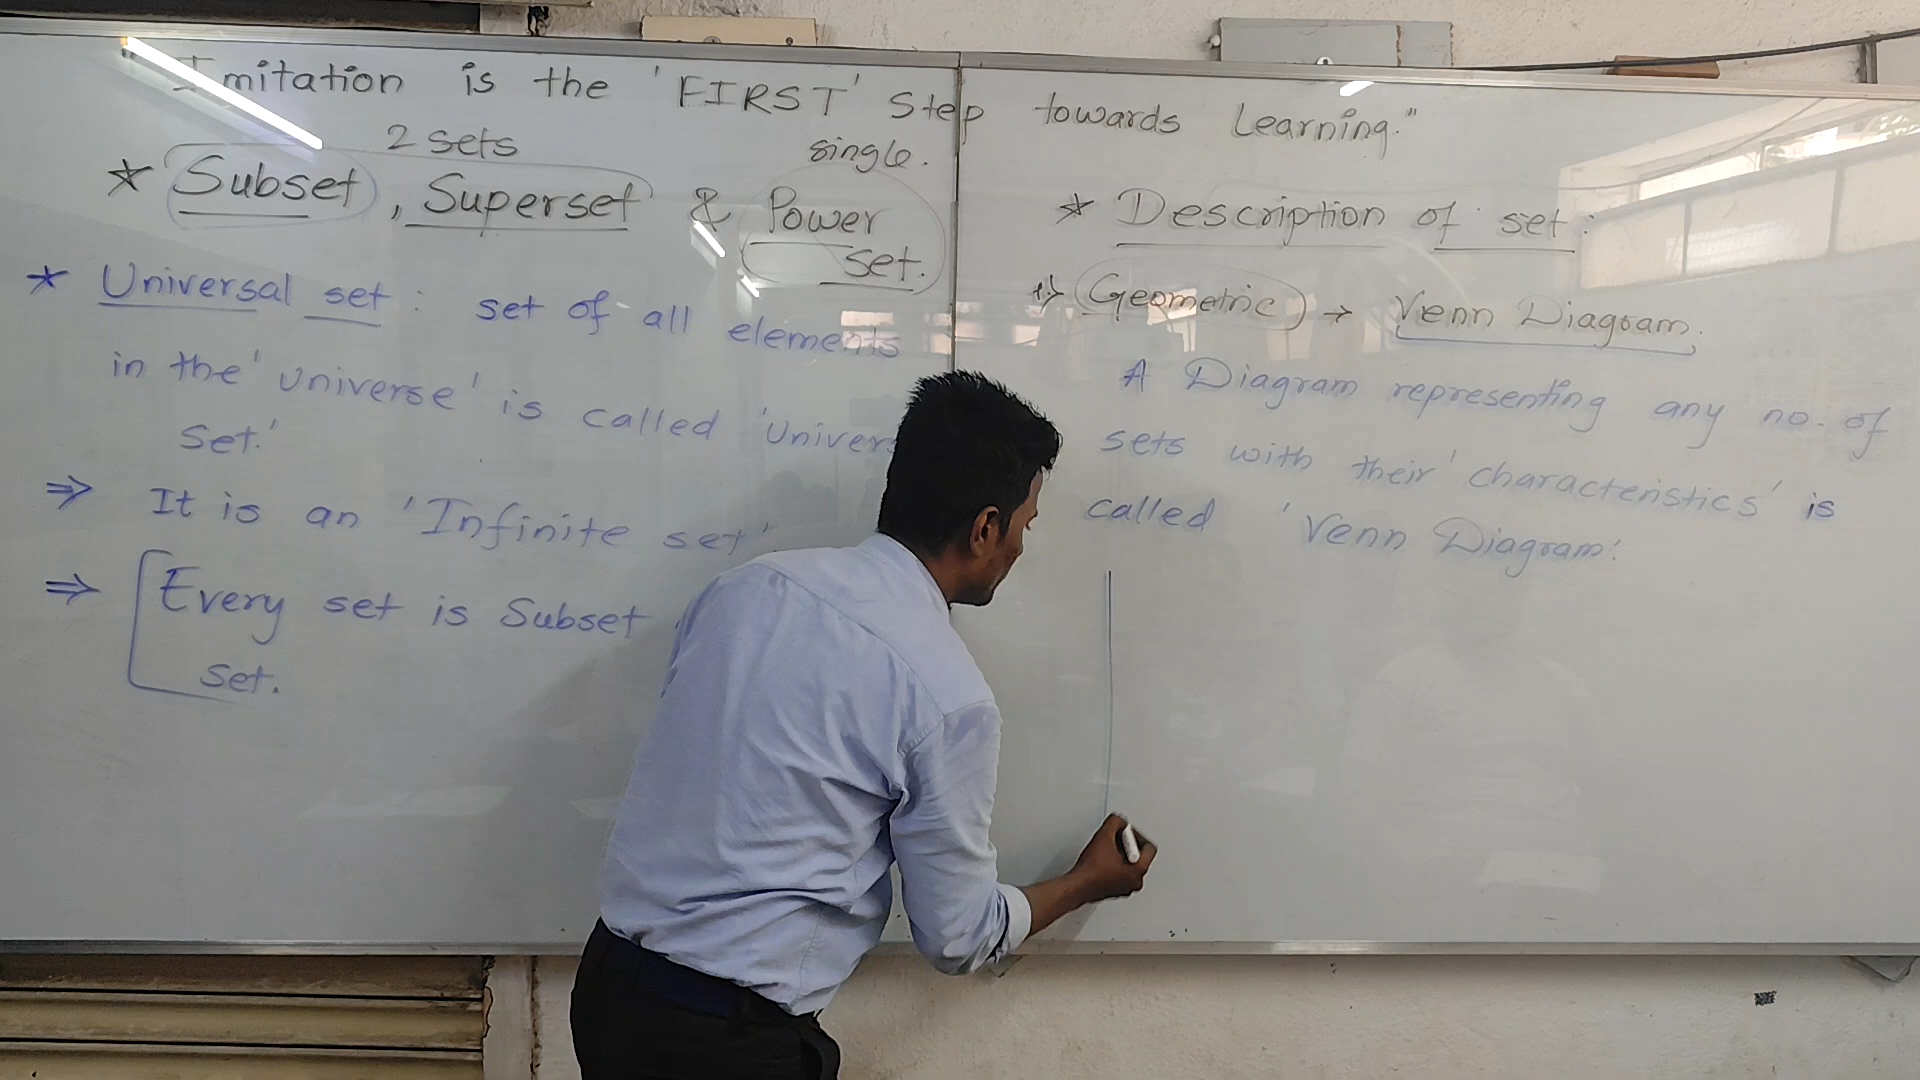 "Imitation is the 'FIRST' Step towards Learning."
2 sets single.
* Subset, Superset & Power
set.
* Universal set : set of all elements
in the 'universe' is called
set.'
⇒ It is an 'Infinite set'
⇒ Every set is Subset
set.
* Description of set :
1) Geometric → Venn Diagram.
A Diagram representing any no. of
sets with their 'characteristics' is
called 'Venn Diagram.'